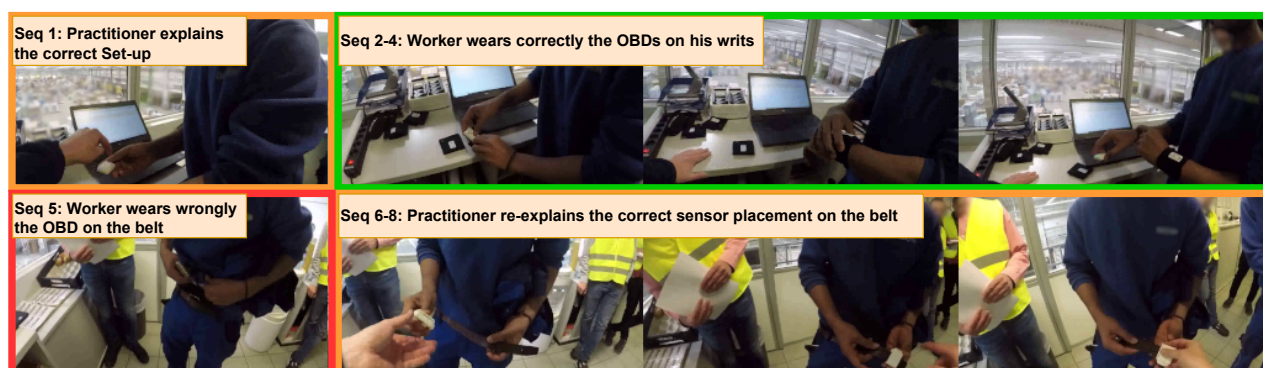 Seq 1: Practitioner explains
the correct Set-up
Seq 2-4: Worker wears correctly the OBDs on his writs
Seq 5: Worker wears wrongly
the OBD on the belt
Seq 6-8: Practitioner re-explains the correct sensor placement on the belt